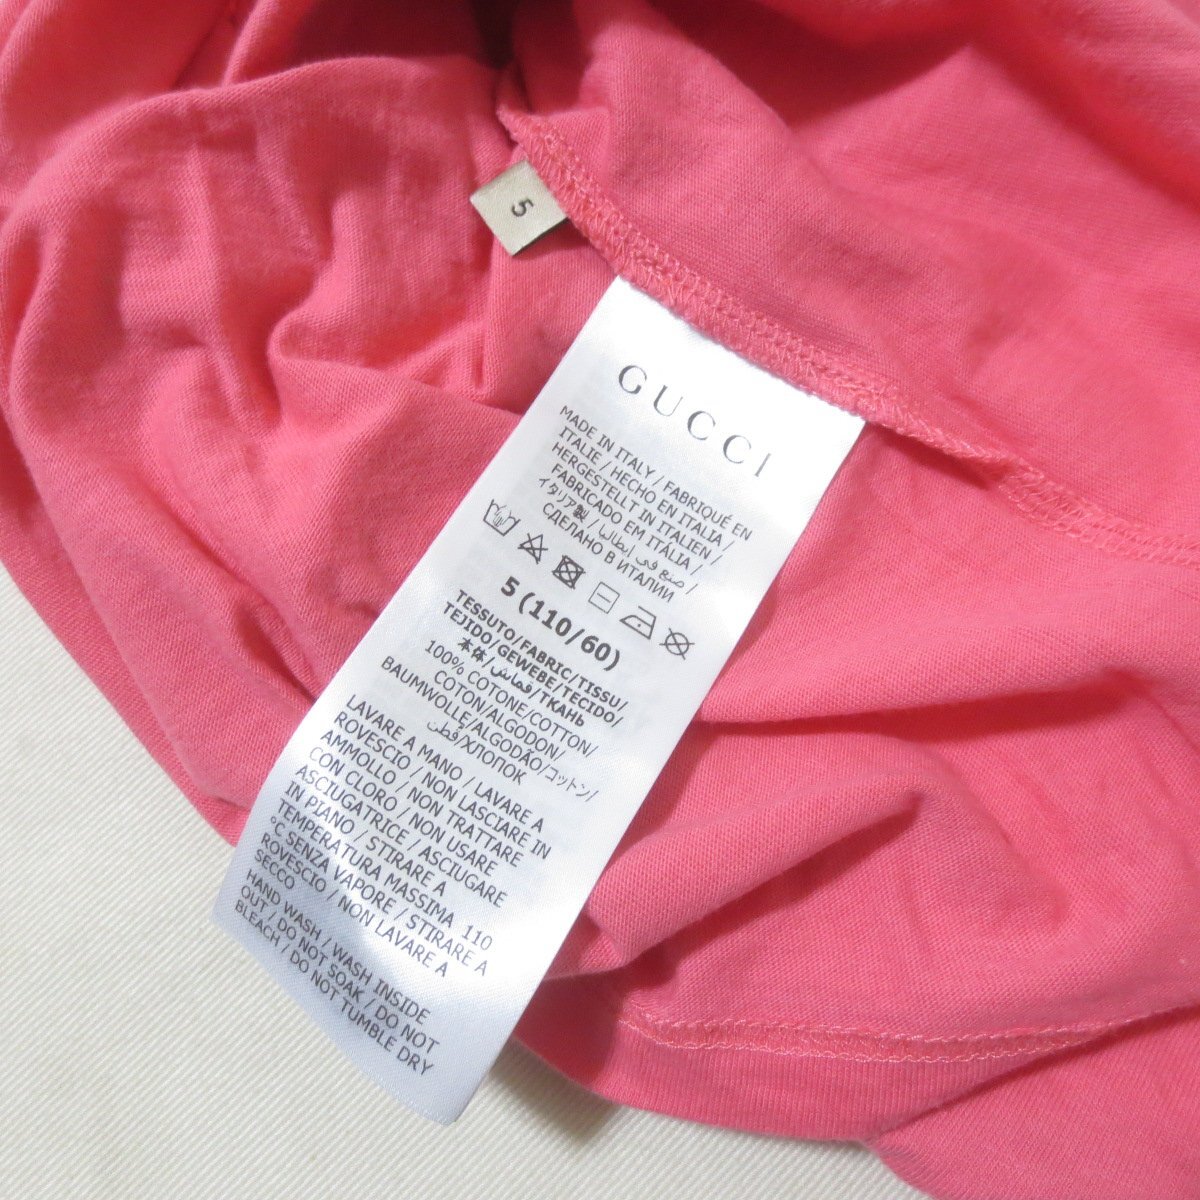 5
GUCCI
MADE IN ITALY / FABRIQUÉ EN
ITALIE / HECHO EN ITALIA /
HERGESTELLT IN ITALIEN /
FABRICADO EM ITÁLIA /
イタリア製 / صنع في إيطاليا /
СДЕЛАНО В ИТАЛИИ
5 (110/60)
TESSUTO/FABRIC/TISSU/
TEJIDO/GEWEBE/TECIDO/
本体/قماش/ТКАНЬ
100% COTONE/COTTON/
COTON/ALGODON/
BAUMWOLLE/ALGODÃO/コットン/
قطن/ХЛОПОК
LAVARE A MANO / LAVARE A
ROVESCIO / NON LASCIARE IN
AMMOLLO / NON TRATTARE
CON CLORO / NON USARE
ASCIUGATRICE / ASCIUGARE
IN PIANO / STIRARE A
TEMPERATURA MASSIMA 110
°C SENZA VAPORE / STIRARE A
ROVESCIO / NON LAVARE A
SECCO
HAND WASH / WASH INSIDE
OUT / DO NOT SOAK / DO NOT
BLEACH / DO NOT TUMBLE DRY